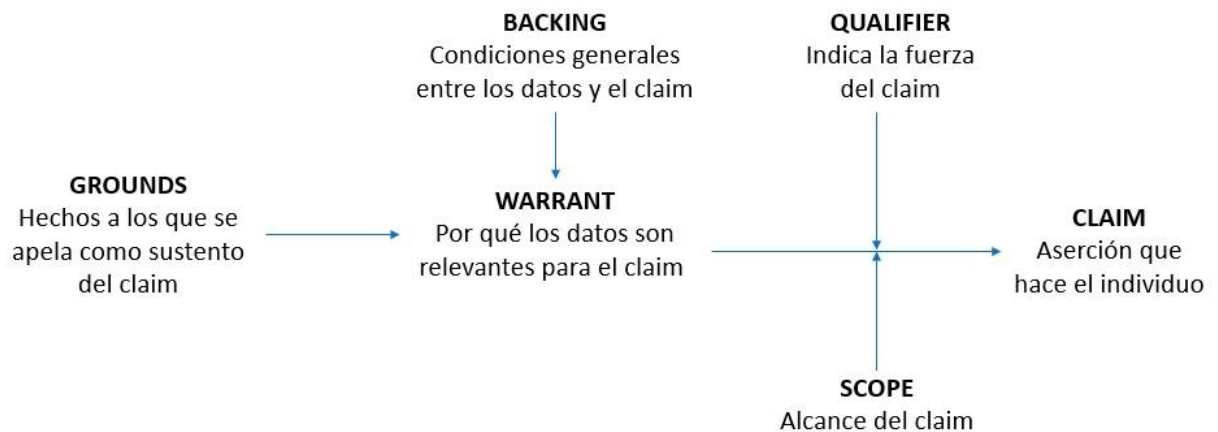 BACKING
Condiciones generales
entre los datos y el claim
QUALIFIER
Indica la fuerza
del claim
GROUNDS
Hechos a los que se
apela como sustento
del claim
WARRANT
Por qué los datos son
relevantes para el claim
CLAIM
Aserción que
hace el individuo
SCOPE
Alcance del claim